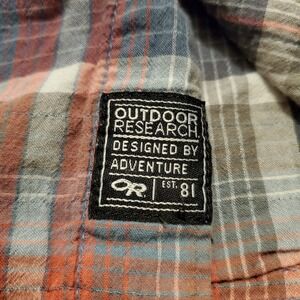 OUTDOOR
RESEARCH
DESIGNED BY
ADVENTURE
OR EST. 81